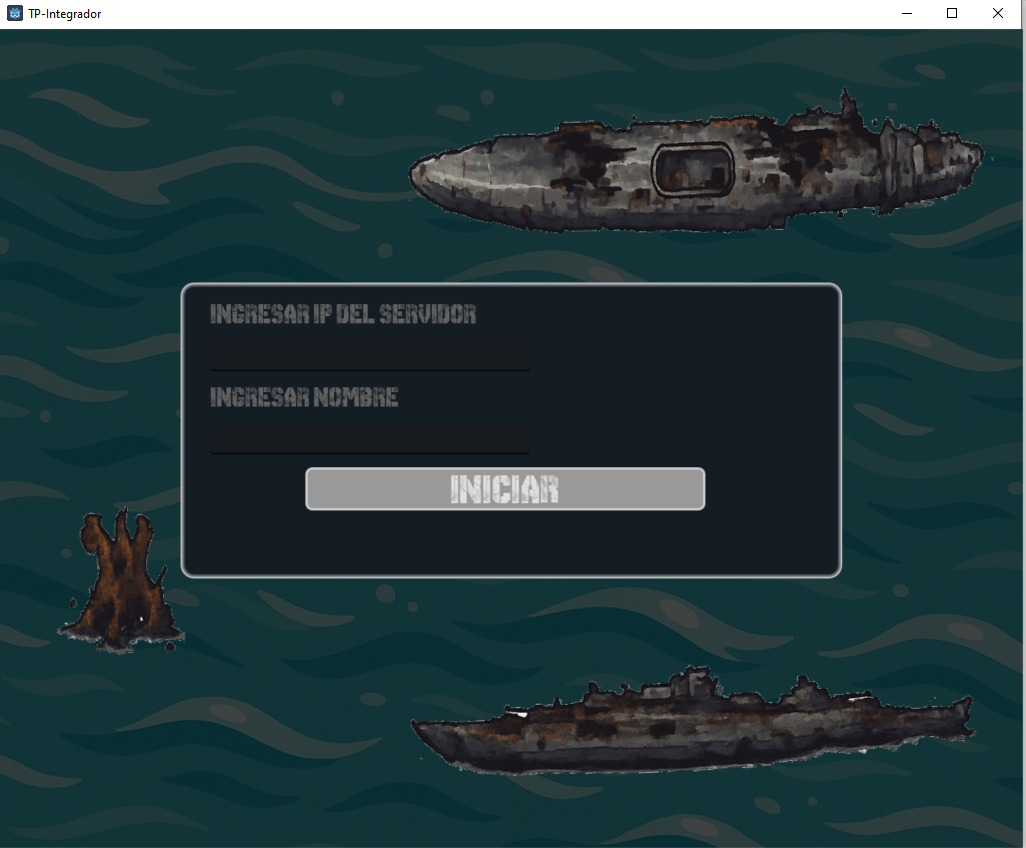 TP-Integrador
INGRESAR IP DEL SERVIDOR
INGRESAR NOMBRE
INICIAR